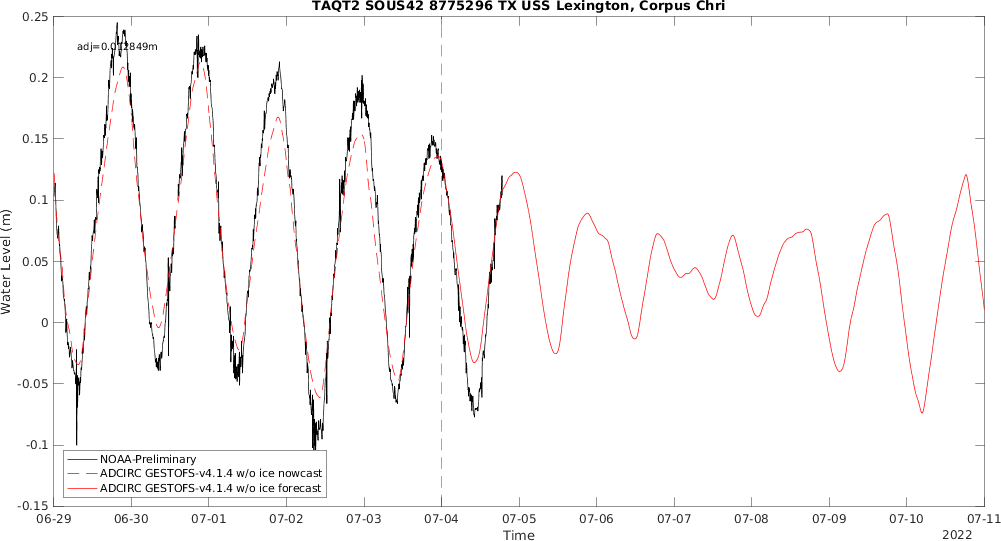 TAQT2 SOUS42 8775296 TX USS Lexington, Corpus Chri
adj=0.012849m
0.25
0.2
0.15
0.1
0.05
0
-0.05
-0.1
-0.15
Water Level (m)
NOAA-Preliminary
ADCIRC GESTOFS-v4.1.4 w/o ice nowcast
ADCIRC GESTOFS-v4.1.4 w/o ice forecast
06-29 06-30 07-01 07-02 07-03 07-04 07-05 07-06 07-07 07-08 07-09 07-10 07-11
Time
2022